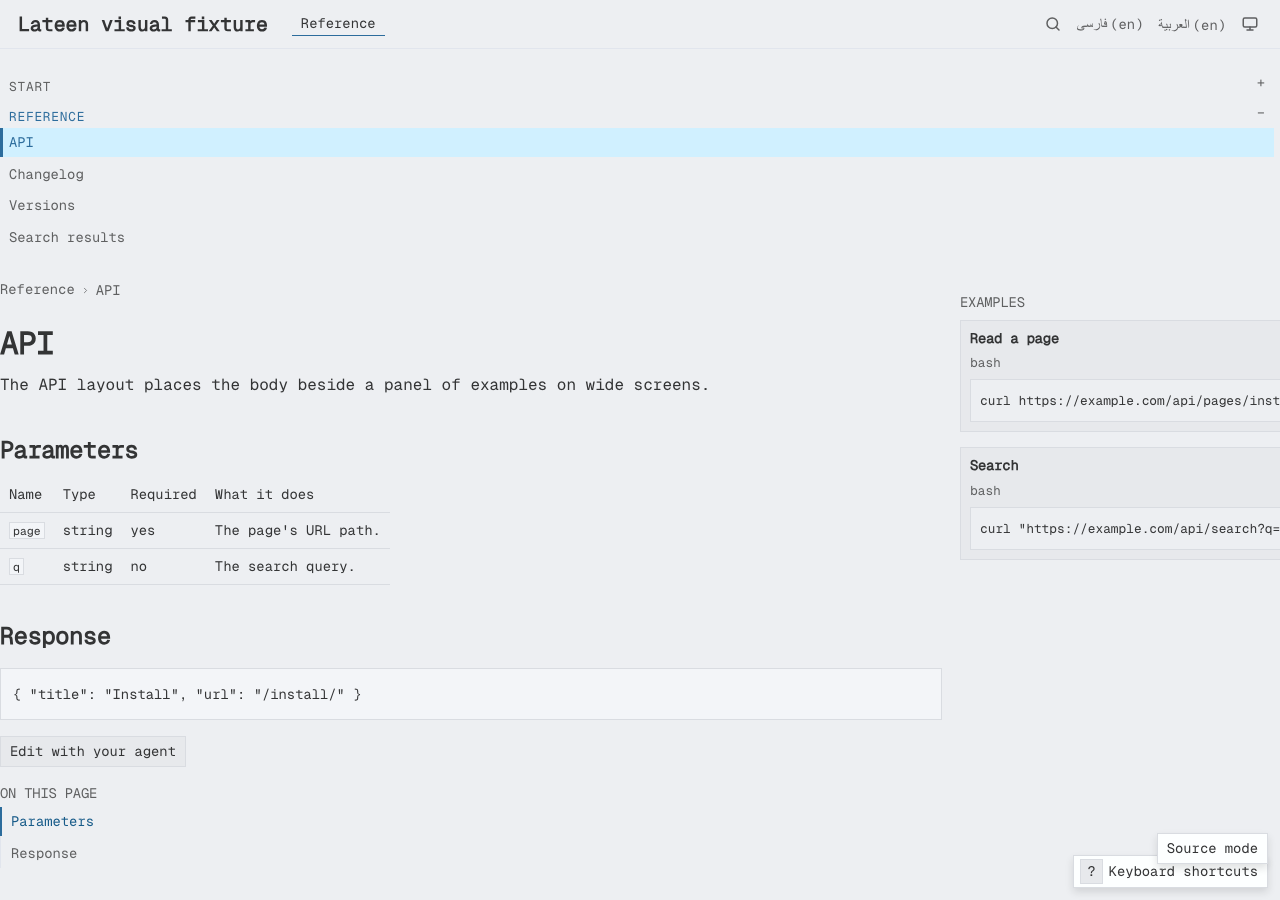 Lateen visual fixture
Reference
فارسی (en)
العربية (en)
START
+
REFERENCE
−
API
Changelog
Versions
Search results
Reference › API
API
The API layout places the body beside a panel of examples on wide screens.
Parameters
Name Type Required What it does
page string yes The page's URL path.
q string no The search query.
Response
{ "title": "Install", "url": "/install/" }
Edit with your agent
ON THIS PAGE
Parameters
Response
EXAMPLES
Read a page
bash
curl https://example.com/api/pages/inst
Search
bash
curl "https://example.com/api/search?q=
Source mode
? Keyboard shortcuts